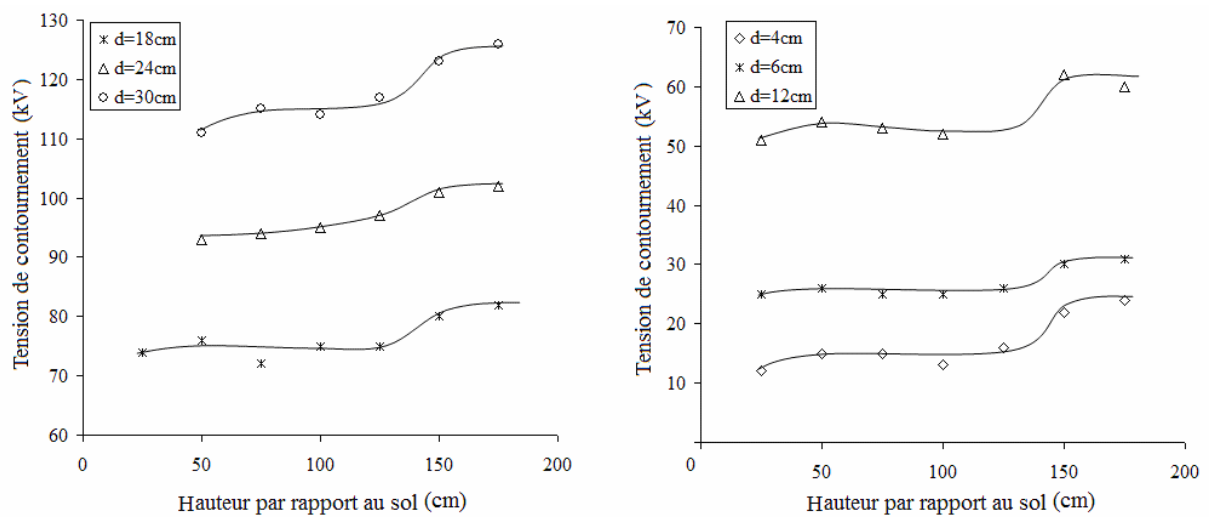 130
120
110
100
90
80
70
60
0
50
100
150
200
Tension de contournement (kV)
Hauteur par rapport au sol (cm)
d=18cm
d=24cm
d=30cm
70
60
50
40
30
20
10
0
50
100
150
200
Tension de contournement (kV)
Hauteur par rapport au sol (cm)
d=4cm
d=6cm
d=12cm